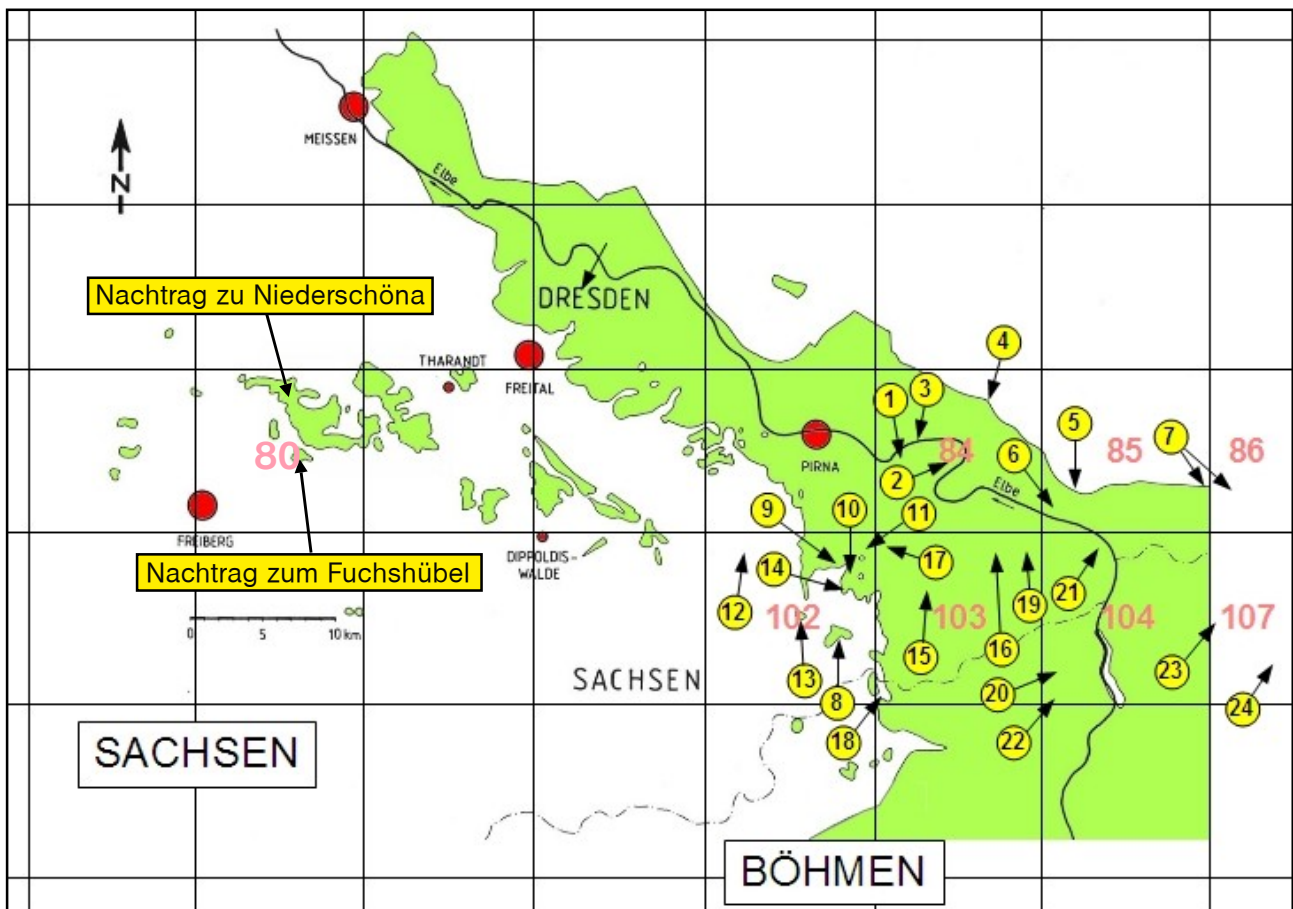 MEISSEN
Elbe
N
Nachtrag zu Niederschöna
DRESDEN
THARANDT
FREITAL
4
3
1
5
7
80
PIRNA
84
85
86
2
6
Elbe
FREIBERG
9
10
11
DIPPOLDIS-
WALDE
Nachtrag zum Fuchshübel
14
17
12
102
103
19
21
104
107
0 5 10 km
13
15
16
SACHSEN
8
20
23
24
18
22
SACHSEN
BÖHMEN